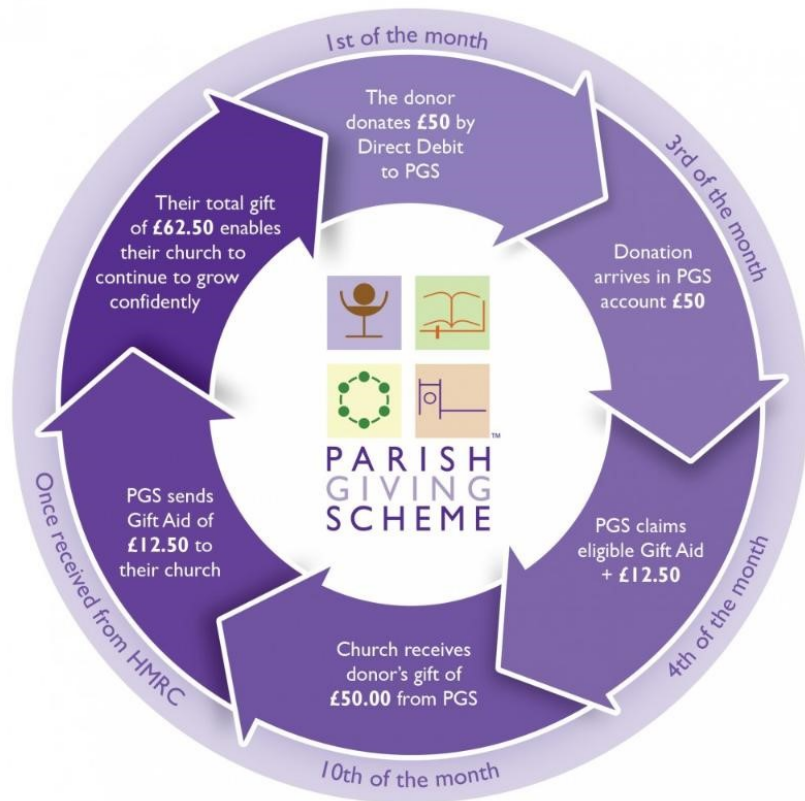 1st of the month
The donor
donates £50 by
Direct Debit
to PGS
3rd of the month
Donation
arrives in PGS
account £50
4th of the month
PGS claims
eligible Gift Aid
+ £12.50
10th of the month
Church receives
donor's gift of
£50.00 from PGS
Once received from HMRC
PGS sends
Gift Aid of
£12.50 to
their church
Their total gift
of £62.50 enables
their church to
continue to grow
confidently
PARISH
GIVING
SCHEME
TM